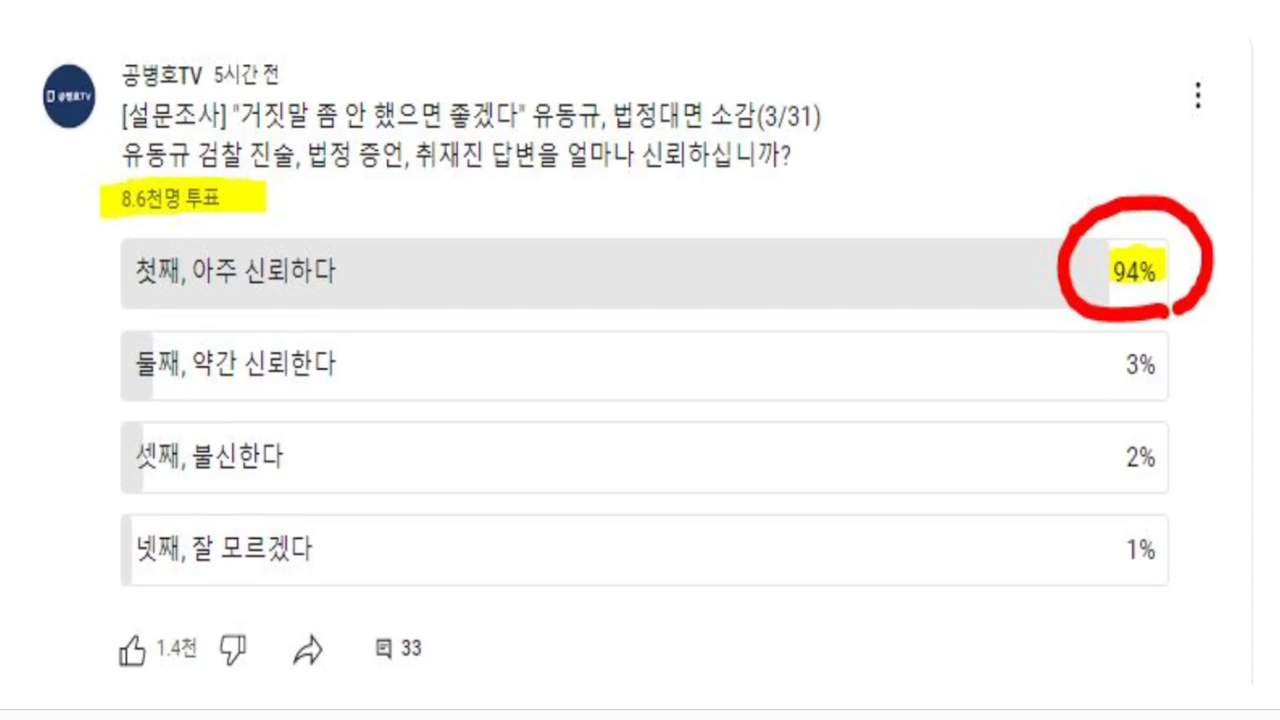 공병호TV 5시간 전
공병호TV
[설문조사] "거짓말 좀 안 했으면 좋겠다" 유동규, 법정대면 소감(3/31)
유동규 검찰 진술, 법정 증언, 취재진 답변을 얼마나 신뢰하십니까?
8.6천명 투표
첫째, 아주 신뢰하다 94%
둘째, 약간 신뢰한다 3%
셋째, 불신한다 2%
넷째, 잘 모르겠다 1%
1.4천 33